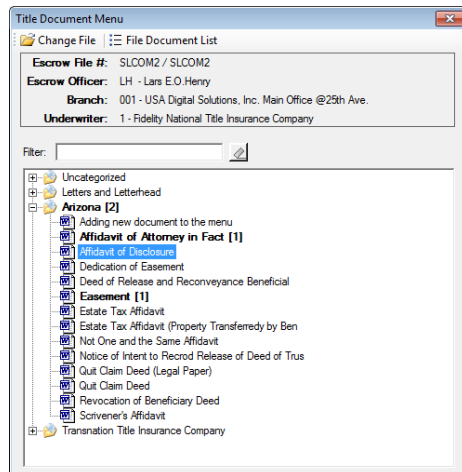 Title Document Menu
Change File File Document List
Escrow File #: SLCOM2 / SLCOM2
Escrow Officer: LH - Lars E.O.Henry
Branch: 001 - USA Digital Solutions, Inc. Main Office @25th Ave.
Underwriter: 1 - Fidelity National Title Insurance Company
Filter:
Uncategorized
Letters and Letterhead
Arizona [2]
Adding new document to the menu
Affidavit of Attorney in Fact [1]
Affidavit of Disclosure
Dedication of Easement
Deed of Release and Reconveyance Beneficial
Easement [1]
Estate Tax Affidavit
Estate Tax Affidavit (Property Transferredy by Ben
Not One and the Same Affidavit
Notice of Intent to Recrod Release of Deed of Trus
Quit Claim Deed (Legal Paper)
Quit Claim Deed
Revocation of Beneficiary Deed
Scrivener's Affidavit
Transnation Title Insurance Company